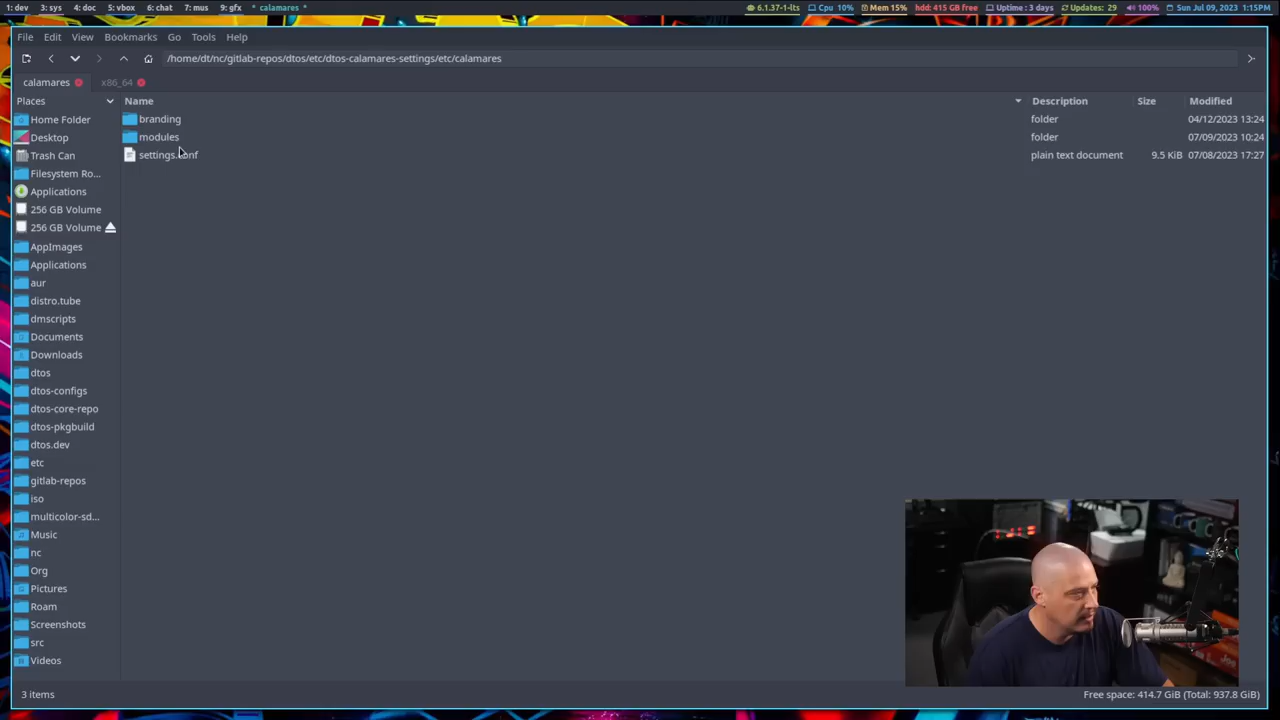 1: dev 3: sys 4: doc 5: vbox 6: chat 7: mus 9: gfx * calamares * 6.1.37-1-lts Cpu 10% Mem 15% hdd: 415 GB free Uptime : 3 days Updates: 29 100% Sun Jul 09, 2023 1:15PM
File Edit View Bookmarks Go Tools Help
/home/dt/nc/gitlab-repos/dtos/etc/dtos-calamares-settings/etc/calamares
calamares x86_64
Places Name Description Size Modified
Home Folder branding folder 04/12/2023 13:24
Desktop modules folder 07/09/2023 10:24
Trash Can settings.conf plain text document 9.5 KiB 07/08/2023 17:27
Filesystem Ro...
Applications
256 GB Volume
256 GB Volume
AppImages
Applications
aur
distro.tube
dmscripts
Documents
Downloads
dtos
dtos-configs
dtos-core-repo
dtos-pkgbuild
dtos.dev
etc
gitlab-repos
iso
multicolor-sd...
Music
nc
Org
Pictures
Roam
Screenshots
src
Videos
3 items Free space: 414.7 GiB (Total: 937.8 GiB)